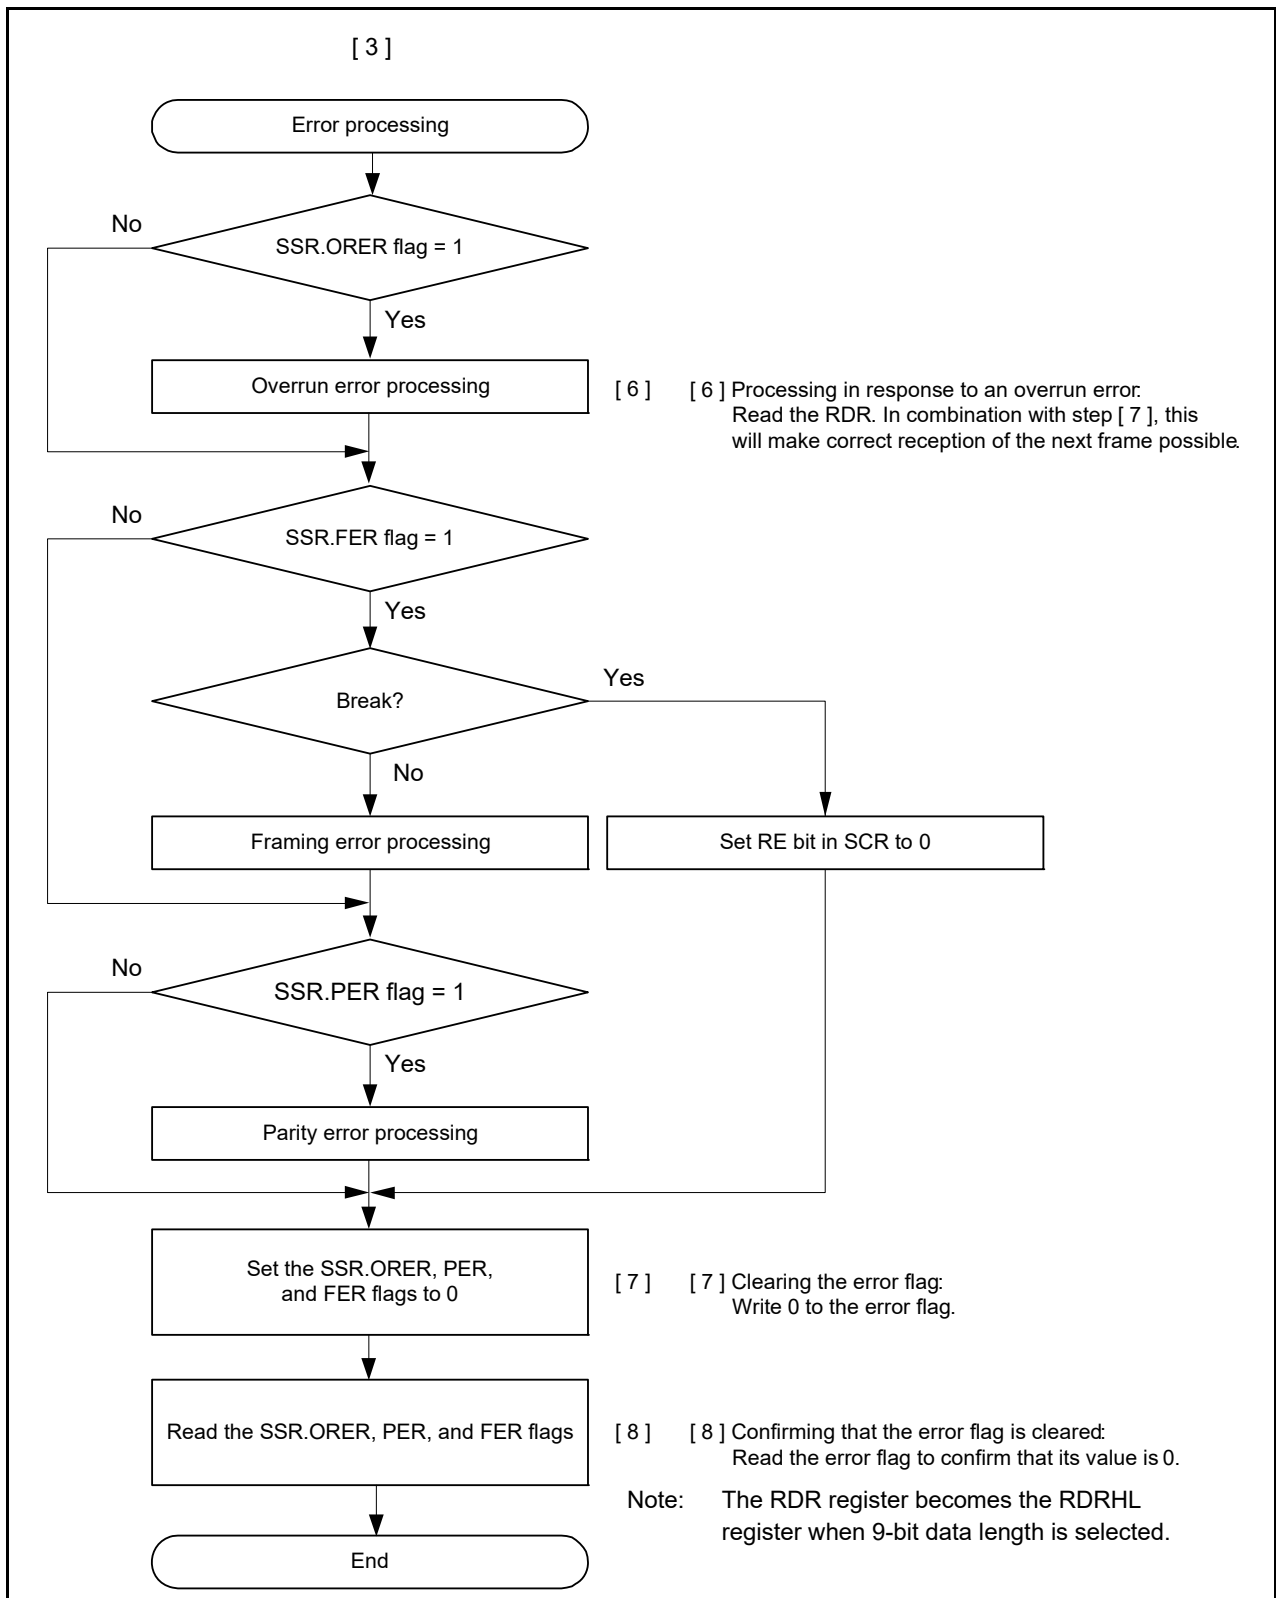 [ 3 ]
Error processing
No
SSR.ORER flag = 1
Yes
Overrun error processing
[ 6 ]
[ 6 ] Processing in response to an overrun error:
Read the RDR. In combination with step [ 7 ], this
will make correct reception of the next frame possible.
No
SSR.FER flag = 1
Yes
Break?
Yes
No
Framing error processing
Set RE bit in SCR to 0
No
SSR.PER flag = 1
Yes
Parity error processing
Set the SSR.ORER, PER,
and FER flags to 0
[ 7 ]
[ 7 ] Clearing the error flag:
Write 0 to the error flag.
Read the SSR.ORER, PER, and FER flags
[ 8 ]
[ 8 ] Confirming that the error flag is cleared:
Read the error flag to confirm that its value is 0.
Note: The RDR register becomes the RDRHL
register when 9-bit data length is selected.
End